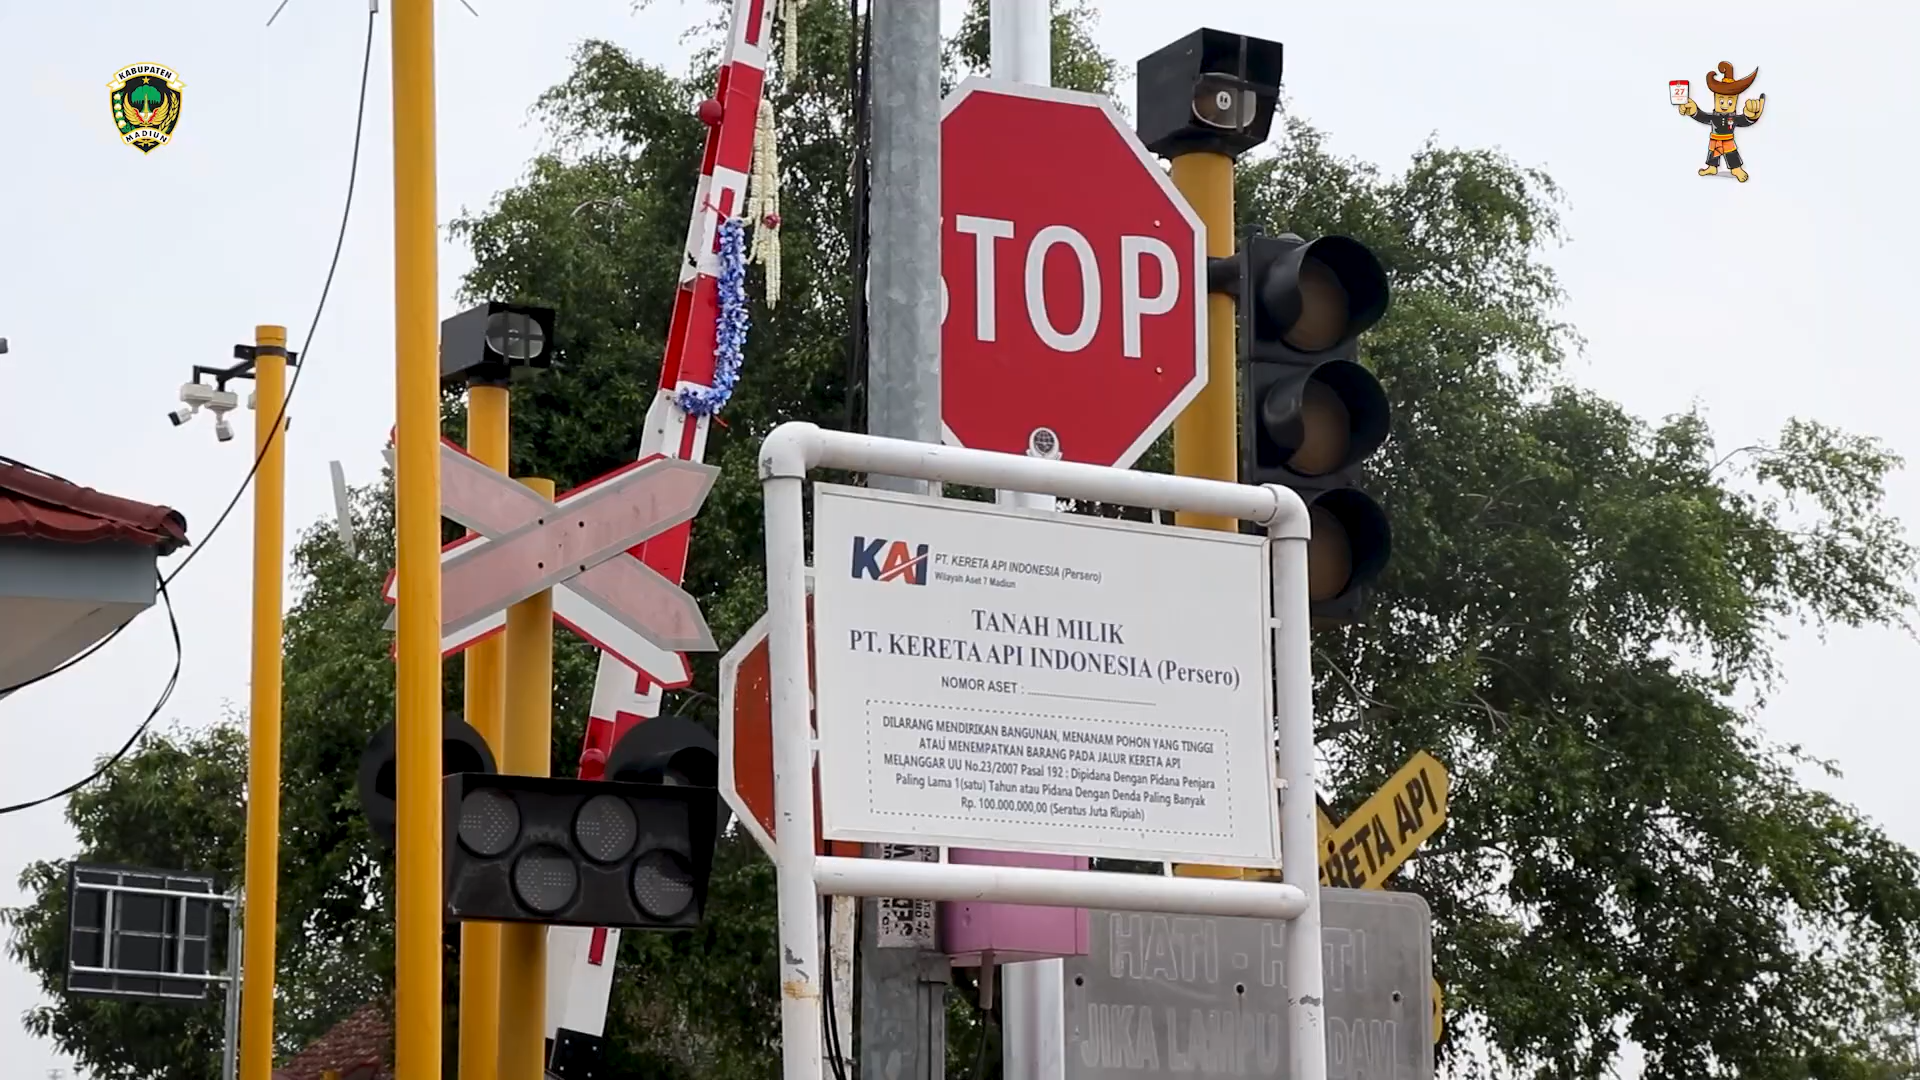 KABUPATEN
MADIUN
27
STOP
KAI PT. KERETA API INDONESIA (Persero)
Wilayah Aset 7 Madiun
TANAH MILIK
PT. KERETA API INDONESIA (Persero)
NOMOR ASET : ........................................
DILARANG MENDIRIKAN BANGUNAN, MENANAM POHON YANG TINGGI
ATAU MENEMPATKAN BARANG PADA JALUR KERETA API
MELANGGAR UU No.23/2007 Pasal 192 : Dipidana Dengan Pidana Penjara
Paling Lama 1(satu) Tahun atau Pidana Dengan Denda Paling Banyak
Rp. 100.000.000,00 (Seratus Juta Rupiah)
RETA API
HATI - HATI
JIKA LAMPU DAM